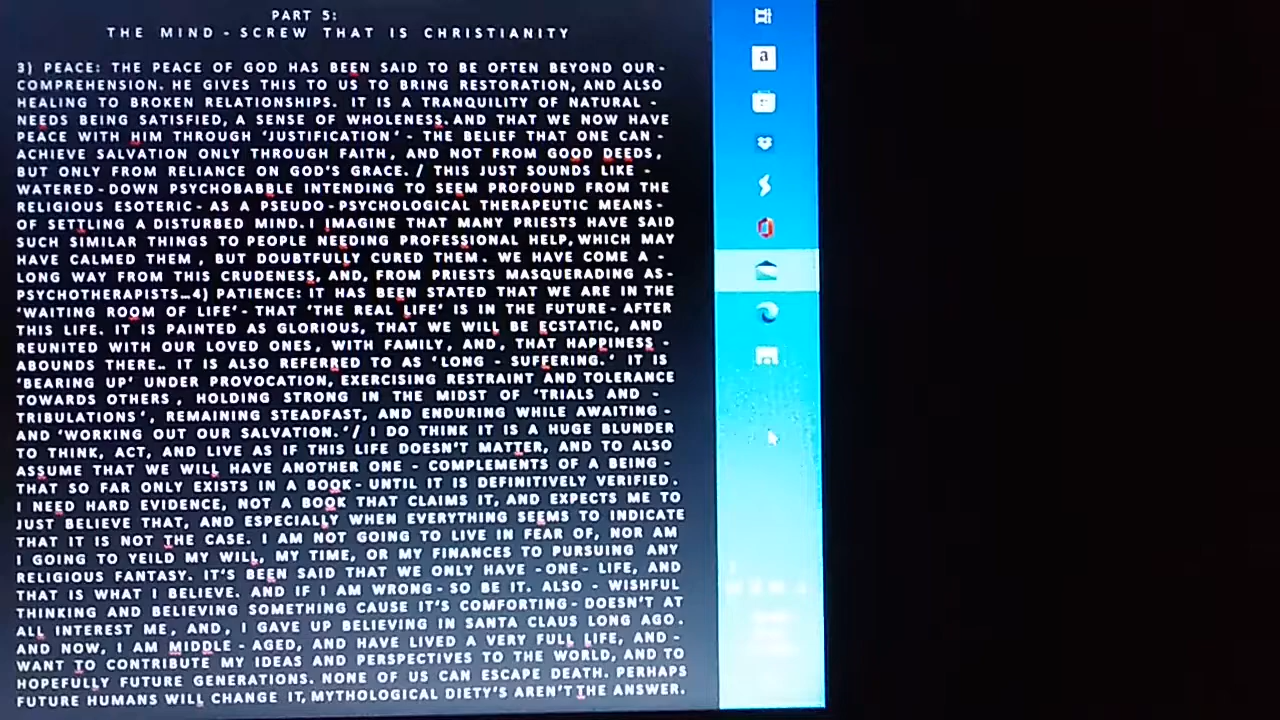 PART 5:
THE MIND - SCREW THAT IS CHRISTIANITY
3) PEACE: THE PEACE OF GOD HAS BEEN SAID TO BE OFTEN BEYOND OUR-
COMPREHENSION. HE GIVES THIS TO US TO BRING RESTORATION, AND ALSO
HEALING TO BROKEN RELATIONSHIPS. IT IS A TRANQUILITY OF NATURAL -
NEEDS BEING SATISFIED, A SENSE OF WHOLENESS. AND THAT WE NOW HAVE
PEACE WITH HIM THROUGH 'JUSTIFICATION' - THE BELIEF THAT ONE CAN -
ACHIEVE SALVATION ONLY THROUGH FAITH, AND NOT FROM GOOD DEEDS,
BUT ONLY FROM RELIANCE ON GOD'S GRACE. / THIS JUST SOUNDS LIKE -
WATERED-DOWN PSYCHOBABBLE INTENDING TO SEEM PROFOUND FROM THE
RELIGIOUS ESOTERIC - AS A PSEUDO-PSYCHOLOGICAL THERAPEUTIC MEANS-
OF SETTLING A DISTURBED MIND. I IMAGINE THAT MANY PRIESTS HAVE SAID
SUCH SIMILAR THINGS TO PEOPLE NEEDING PROFESSIONAL HELP, WHICH MAY
HAVE CALMED THEM, BUT DOUBTFULLY CURED THEM. WE HAVE COME A -
LONG WAY FROM THIS CRUDENESS, AND, FROM PRIESTS MASQUERADING AS-
PSYCHOTHERAPISTS...4) PATIENCE: IT HAS BEEN STATED THAT WE ARE IN THE
'WAITING ROOM OF LIFE'- THAT 'THE REAL LIFE' IS IN THE FUTURE- AFTER
THIS LIFE. IT IS PAINTED AS GLORIOUS, THAT WE WILL BE ECSTATIC, AND
REUNITED WITH OUR LOVED ONES, WITH FAMILY, AND, THAT HAPPINESS -
ABOUNDS THERE.. IT IS ALSO REFERRED TO AS 'LONG - SUFFERING.' IT IS
'BEARING UP' UNDER PROVOCATION, EXERCISING RESTRAINT AND TOLERANCE
TOWARDS OTHERS, HOLDING STRONG IN THE MIDST OF 'TRIALS AND -
TRIBULATIONS', REMAINING STEADFAST, AND ENDURING WHILE AWAITING -
AND 'WORKING OUT OUR SALVATION.'/ I DO THINK IT IS A HUGE BLUNDER
TO THINK, ACT, AND LIVE AS IF THIS LIFE DOESN'T MATTER, AND TO ALSO
ASSUME THAT WE WILL HAVE ANOTHER ONE - COMPLEMENTS OF A BEING -
THAT SO FAR ONLY EXISTS IN A BOOK- UNTIL IT IS DEFINITIVELY VERIFIED.
I NEED HARD EVIDENCE, NOT A BOOK THAT CLAIMS IT, AND EXPECTS ME TO
JUST BELIEVE THAT, AND ESPECIALLY WHEN EVERYTHING SEEMS TO INDICATE
THAT IT IS NOT THE CASE. I AM NOT GOING TO LIVE IN FEAR OF, NOR AM
I GOING TO YEILD MY WILL, MY TIME, OR MY FINANCES TO PURSUING ANY
RELIGIOUS FANTASY. IT'S BEEN SAID THAT WE ONLY HAVE -ONE- LIFE, AND
THAT IS WHAT I BELIEVE. AND IF I AM WRONG- SO BE IT. ALSO - WISHFUL
THINKING AND BELIEVING SOMETHING CAUSE IT'S COMFORTING- DOESN'T AT
ALL INTEREST ME, AND, I GAVE UP BELIEVING IN SANTA CLAUS LONG AGO.
AND NOW, I AM MIDDLE - AGED, AND HAVE LIVED A VERY FULL LIFE, AND -
WANT TO CONTRIBUTE MY IDEAS AND PERSPECTIVES TO THE WORLD, AND TO
HOPEFULLY FUTURE GENERATIONS. NONE OF US CAN ESCAPE DEATH. PERHAPS
FUTURE HUMANS WILL CHANGE IT, MYTHOLOGICAL DIETY'S AREN'T THE ANSWER.
a